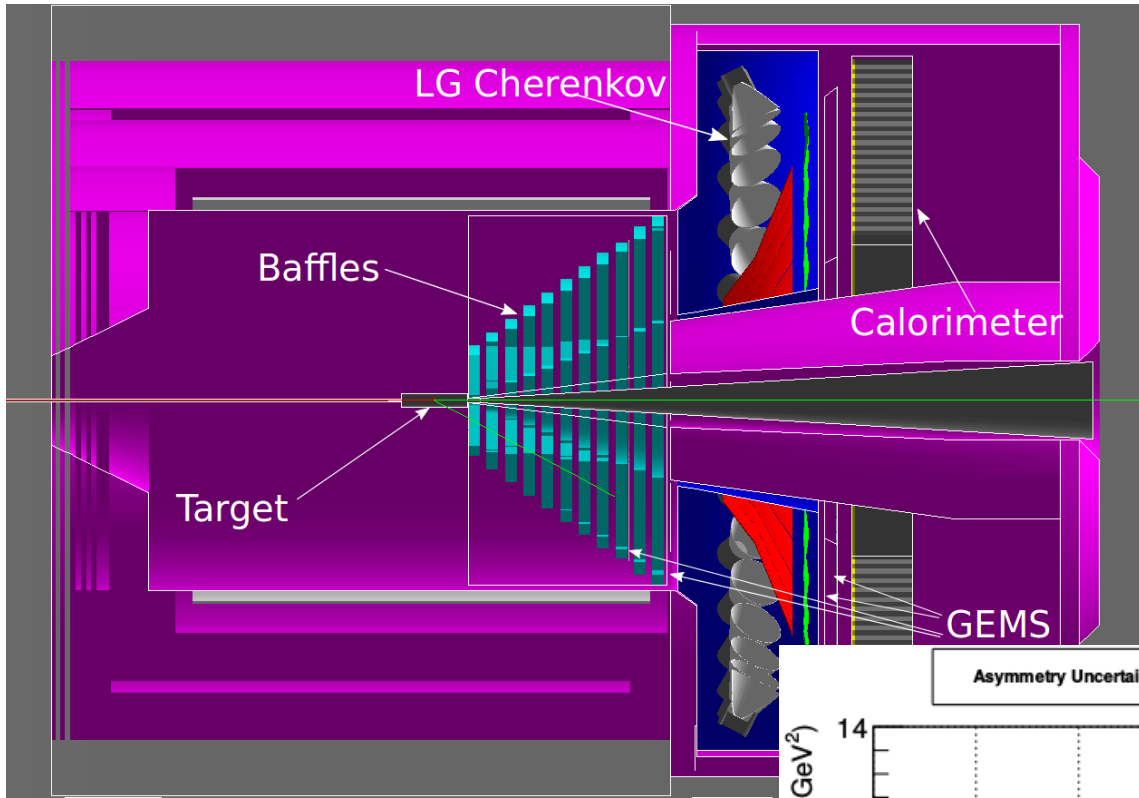 LG Cherenkov
Baffles
Calorimeter
Target
GEMS
Asymmetry Uncertai
14
GeV²)